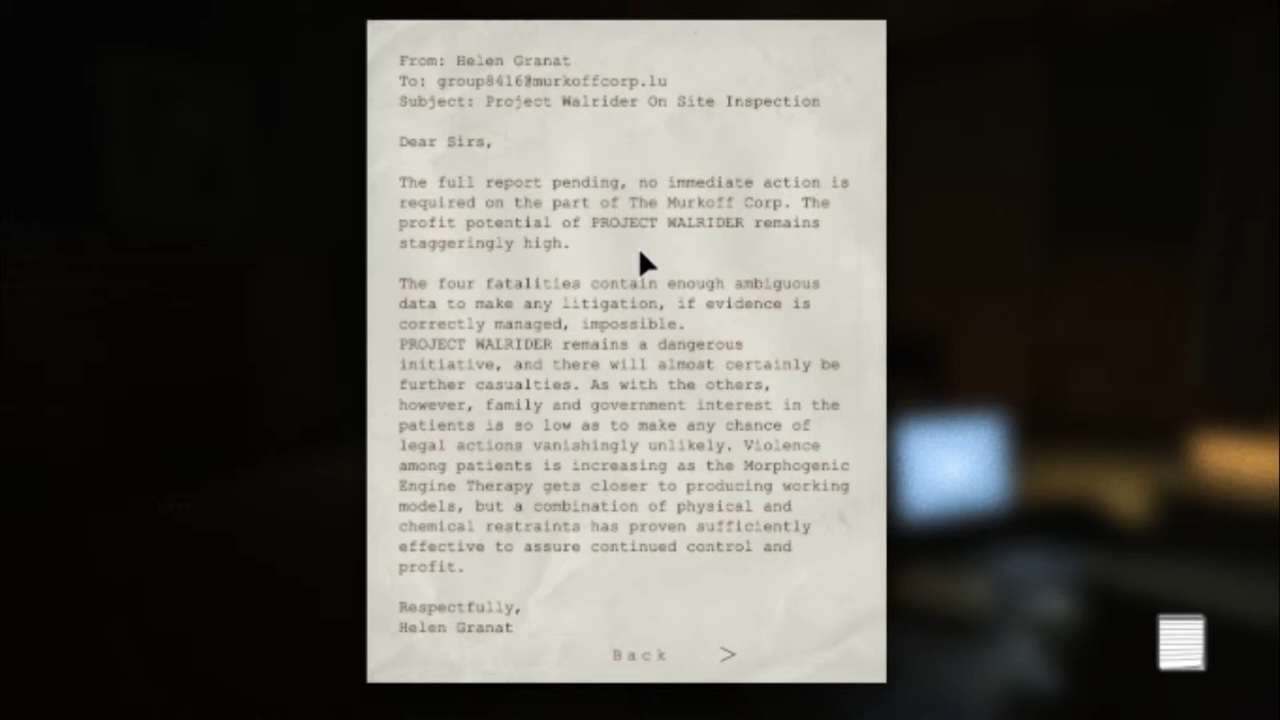 From: Helen Granat
To: group8416@murkoffcorp.lu
Subject: Project Walrider On Site Inspection
Dear Sirs,
The full report pending, no immediate action is
required on the part of The Murkoff Corp. The
profit potential of PROJECT WALRIDER remains
staggeringly high.
The four fatalities contain enough ambiguous
data to make any litigation, if evidence is
correctly managed, impossible.
PROJECT WALRIDER remains a dangerous
initiative, and there will almost certainly be
further casualties. As with the others,
however, family and government interest in the
patients is so low as to make any chance of
legal actions vanishingly unlikely. Violence
among patients is increasing as the Morphogenic
Engine Therapy gets closer to producing working
models, but a combination of physical and
chemical restraints has proven sufficiently
effective to assure continued control and
profit.
Respectfully,
Helen Granat
Back >